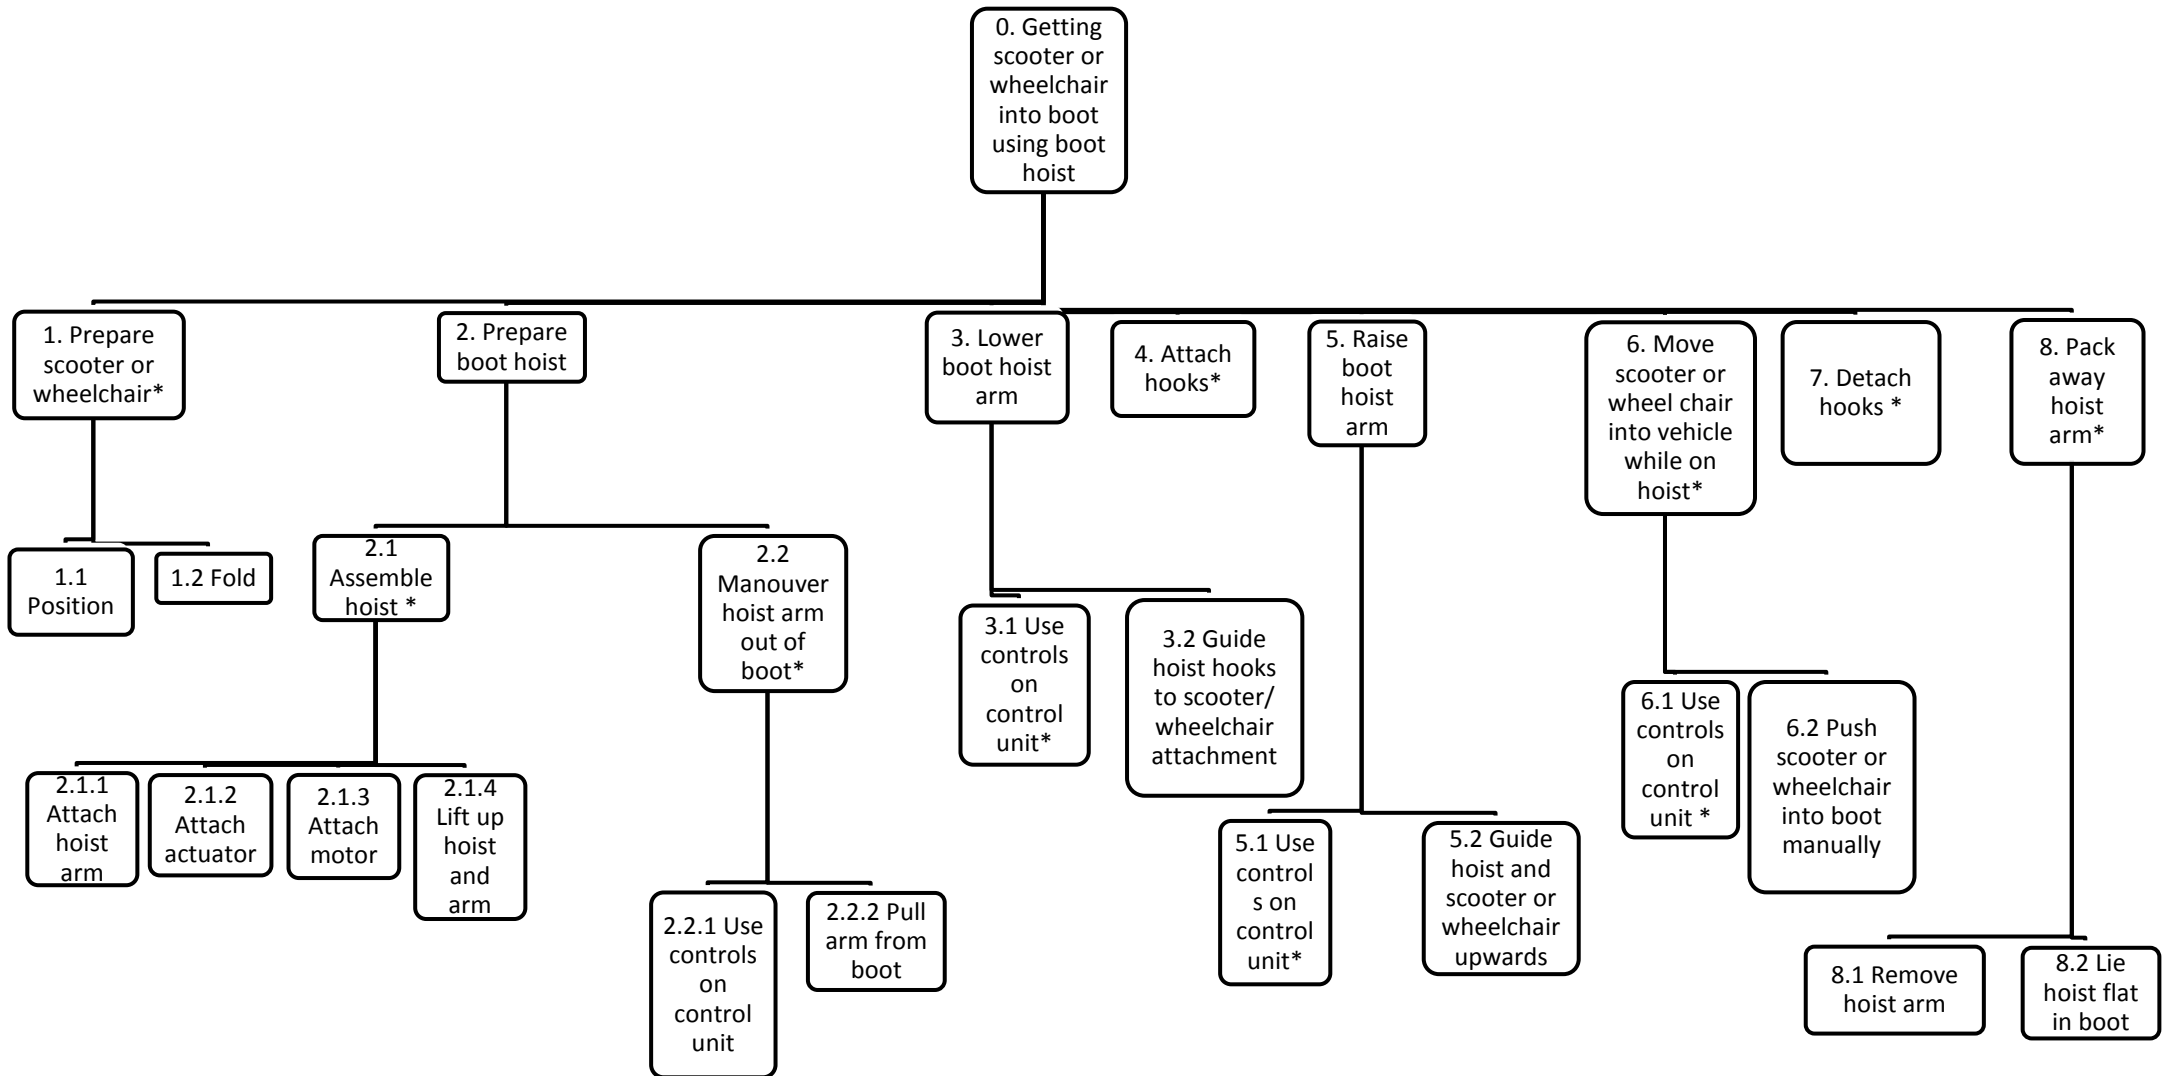 0. Getting
scooter or
wheelchair
into boot
using boot
hoist
1. Prepare
scooter or
wheelchair*
2. Prepare
boot hoist
3. Lower
boot hoist
arm
4. Attach
hooks*
5. Raise
boot
hoist
arm
6. Move
scooter or
wheel chair
into vehicle
while on
hoist*
7. Detach
hooks *
8. Pack
away
hoist
arm*
1.1
Position
1.2 Fold
2.1
Assemble
hoist *
2.2
Manouver
hoist arm
out of
boot*
3.1 Use
controls
on
control
unit*
3.2 Guide
hoist hooks
to scooter/
wheelchair
attachment
6.1 Use
controls
on
control
unit *
6.2 Push
scooter or
wheelchair
into boot
manually
2.1.1
Attach
hoist
arm
2.1.2
Attach
actuator
2.1.3
Attach
motor
2.1.4
Lift up
hoist
and
arm
5.1 Use
control
s on
control
unit*
5.2 Guide
hoist and
scooter or
wheelchair
upwards
2.2.1 Use
controls
on
control
unit
2.2.2 Pull
arm from
boot
8.1 Remove
hoist arm
8.2 Lie
hoist flat
in boot